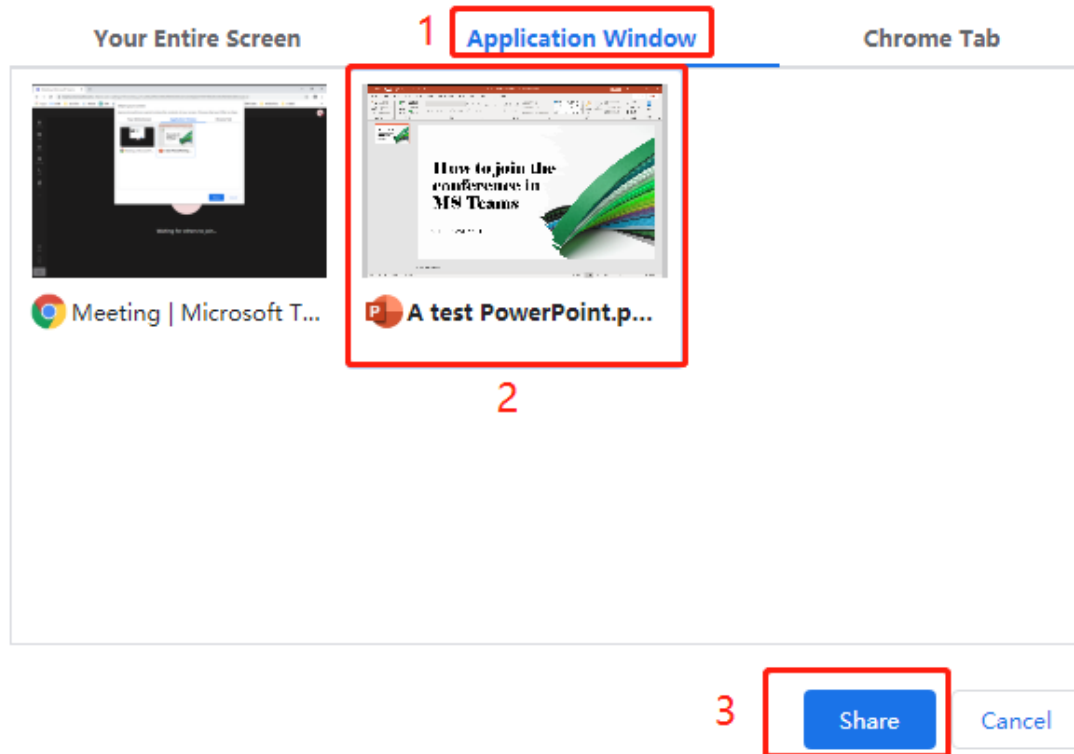 Your Entire Screen
1
Application Window
Chrome Tab
How to join the
conference in
MS Teams
Meeting | Microsoft T...
A test PowerPoint.p...
2
3
Share
Cancel